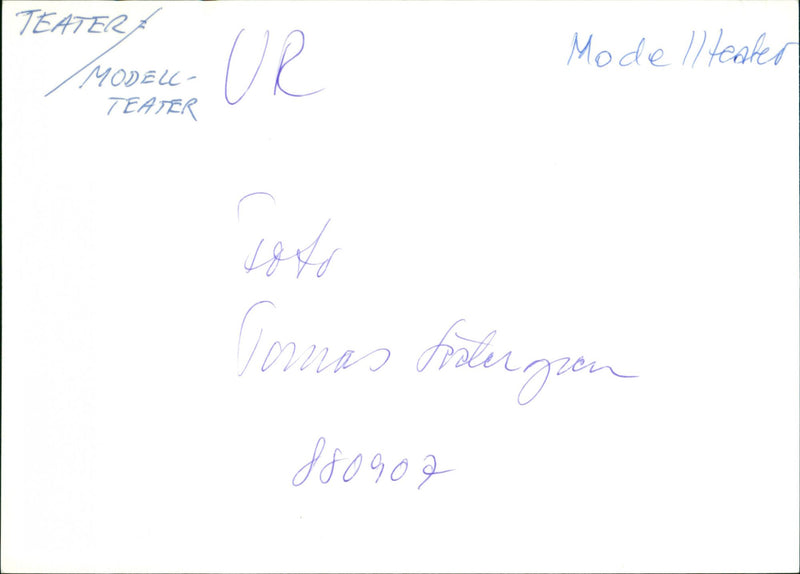 TEATER
/MODELL-
TEATER
UR
Modellteater
Foto
Tomas Södergren
880907